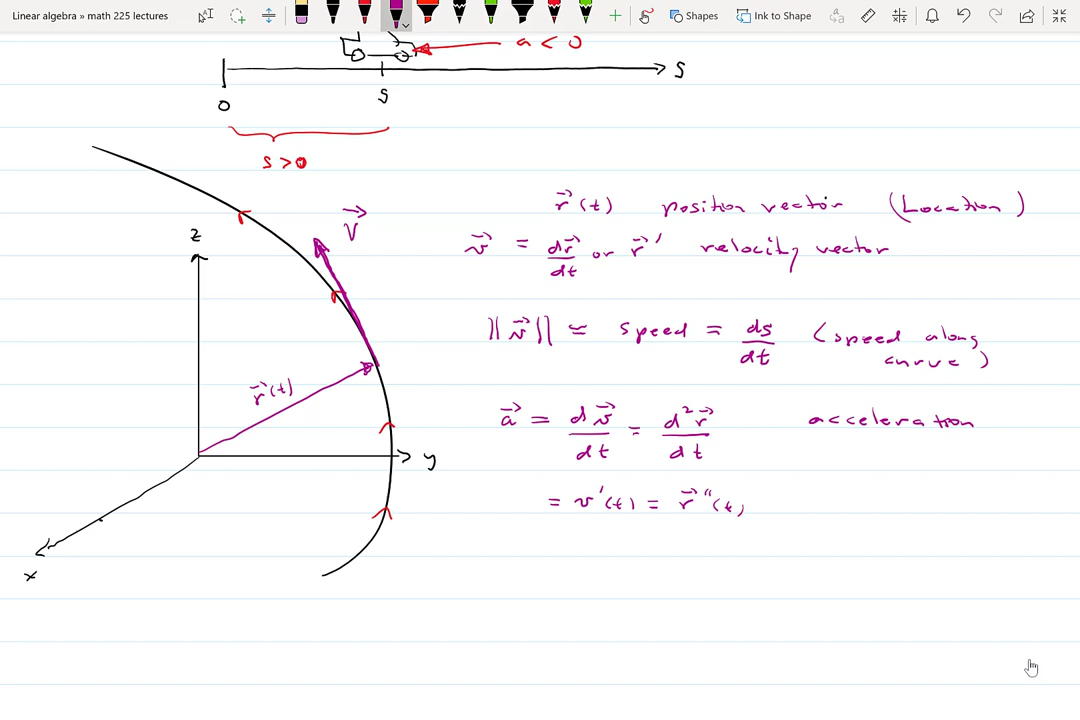 Linear algebra » math 225 lectures
Shapes
Ink to Shape
a < 0
S
0
s
s > 0
r⃗(t) position vector (Location)
v⃗ = dr⃗/dt or r⃗' velocity vector
||v⃗|| = speed = ds/dt (speed along curve)
a⃗ = dv⃗/dt = d²r⃗/dt acceleration
= v'(t) = r⃗"(t)
V⃗
z
r⃗(t)
y
x